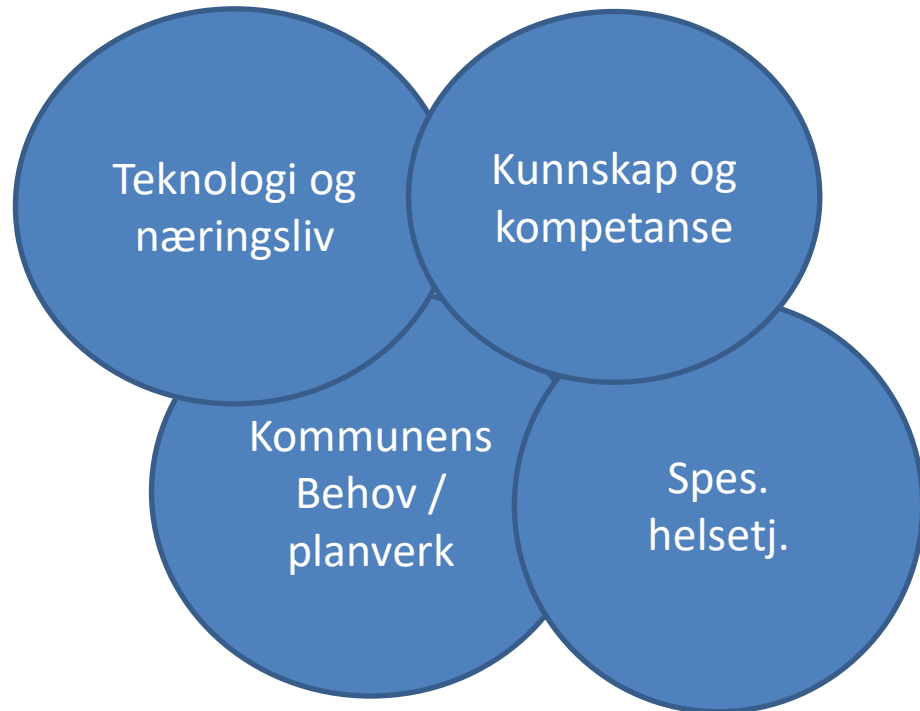 Teknologi og
næringsliv
Kunnskap og
kompetanse
Kommunens
Behov /
planverk
Spes.
helsetj.